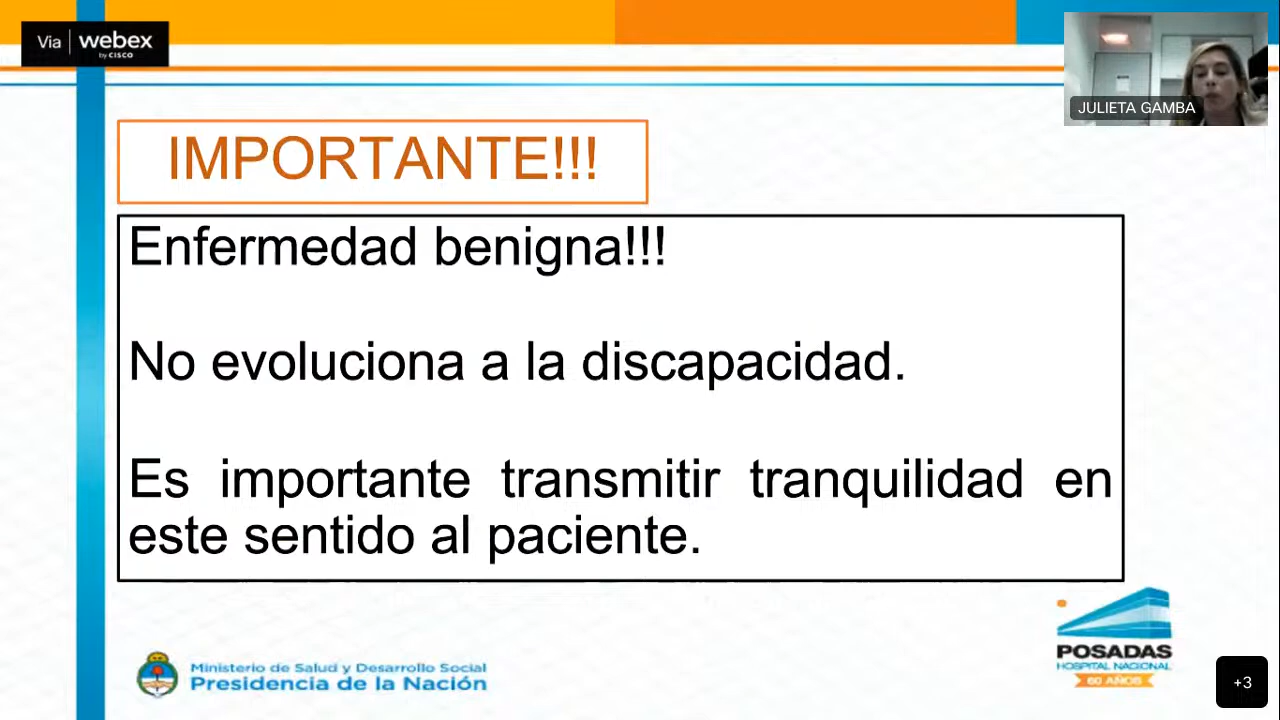 Via webex
by CISCO
JULIETA GAMBA
IMPORTANTE!!!
Enfermedad benigna!!!
No evoluciona a la discapacidad.
Es importante transmitir tranquilidad en
este sentido al paciente.
Ministerio de Salud y Desarrollo Social
Presidencia de la Nación
POSADAS
HOSPITAL NACIONAL
60 AÑOS
+3